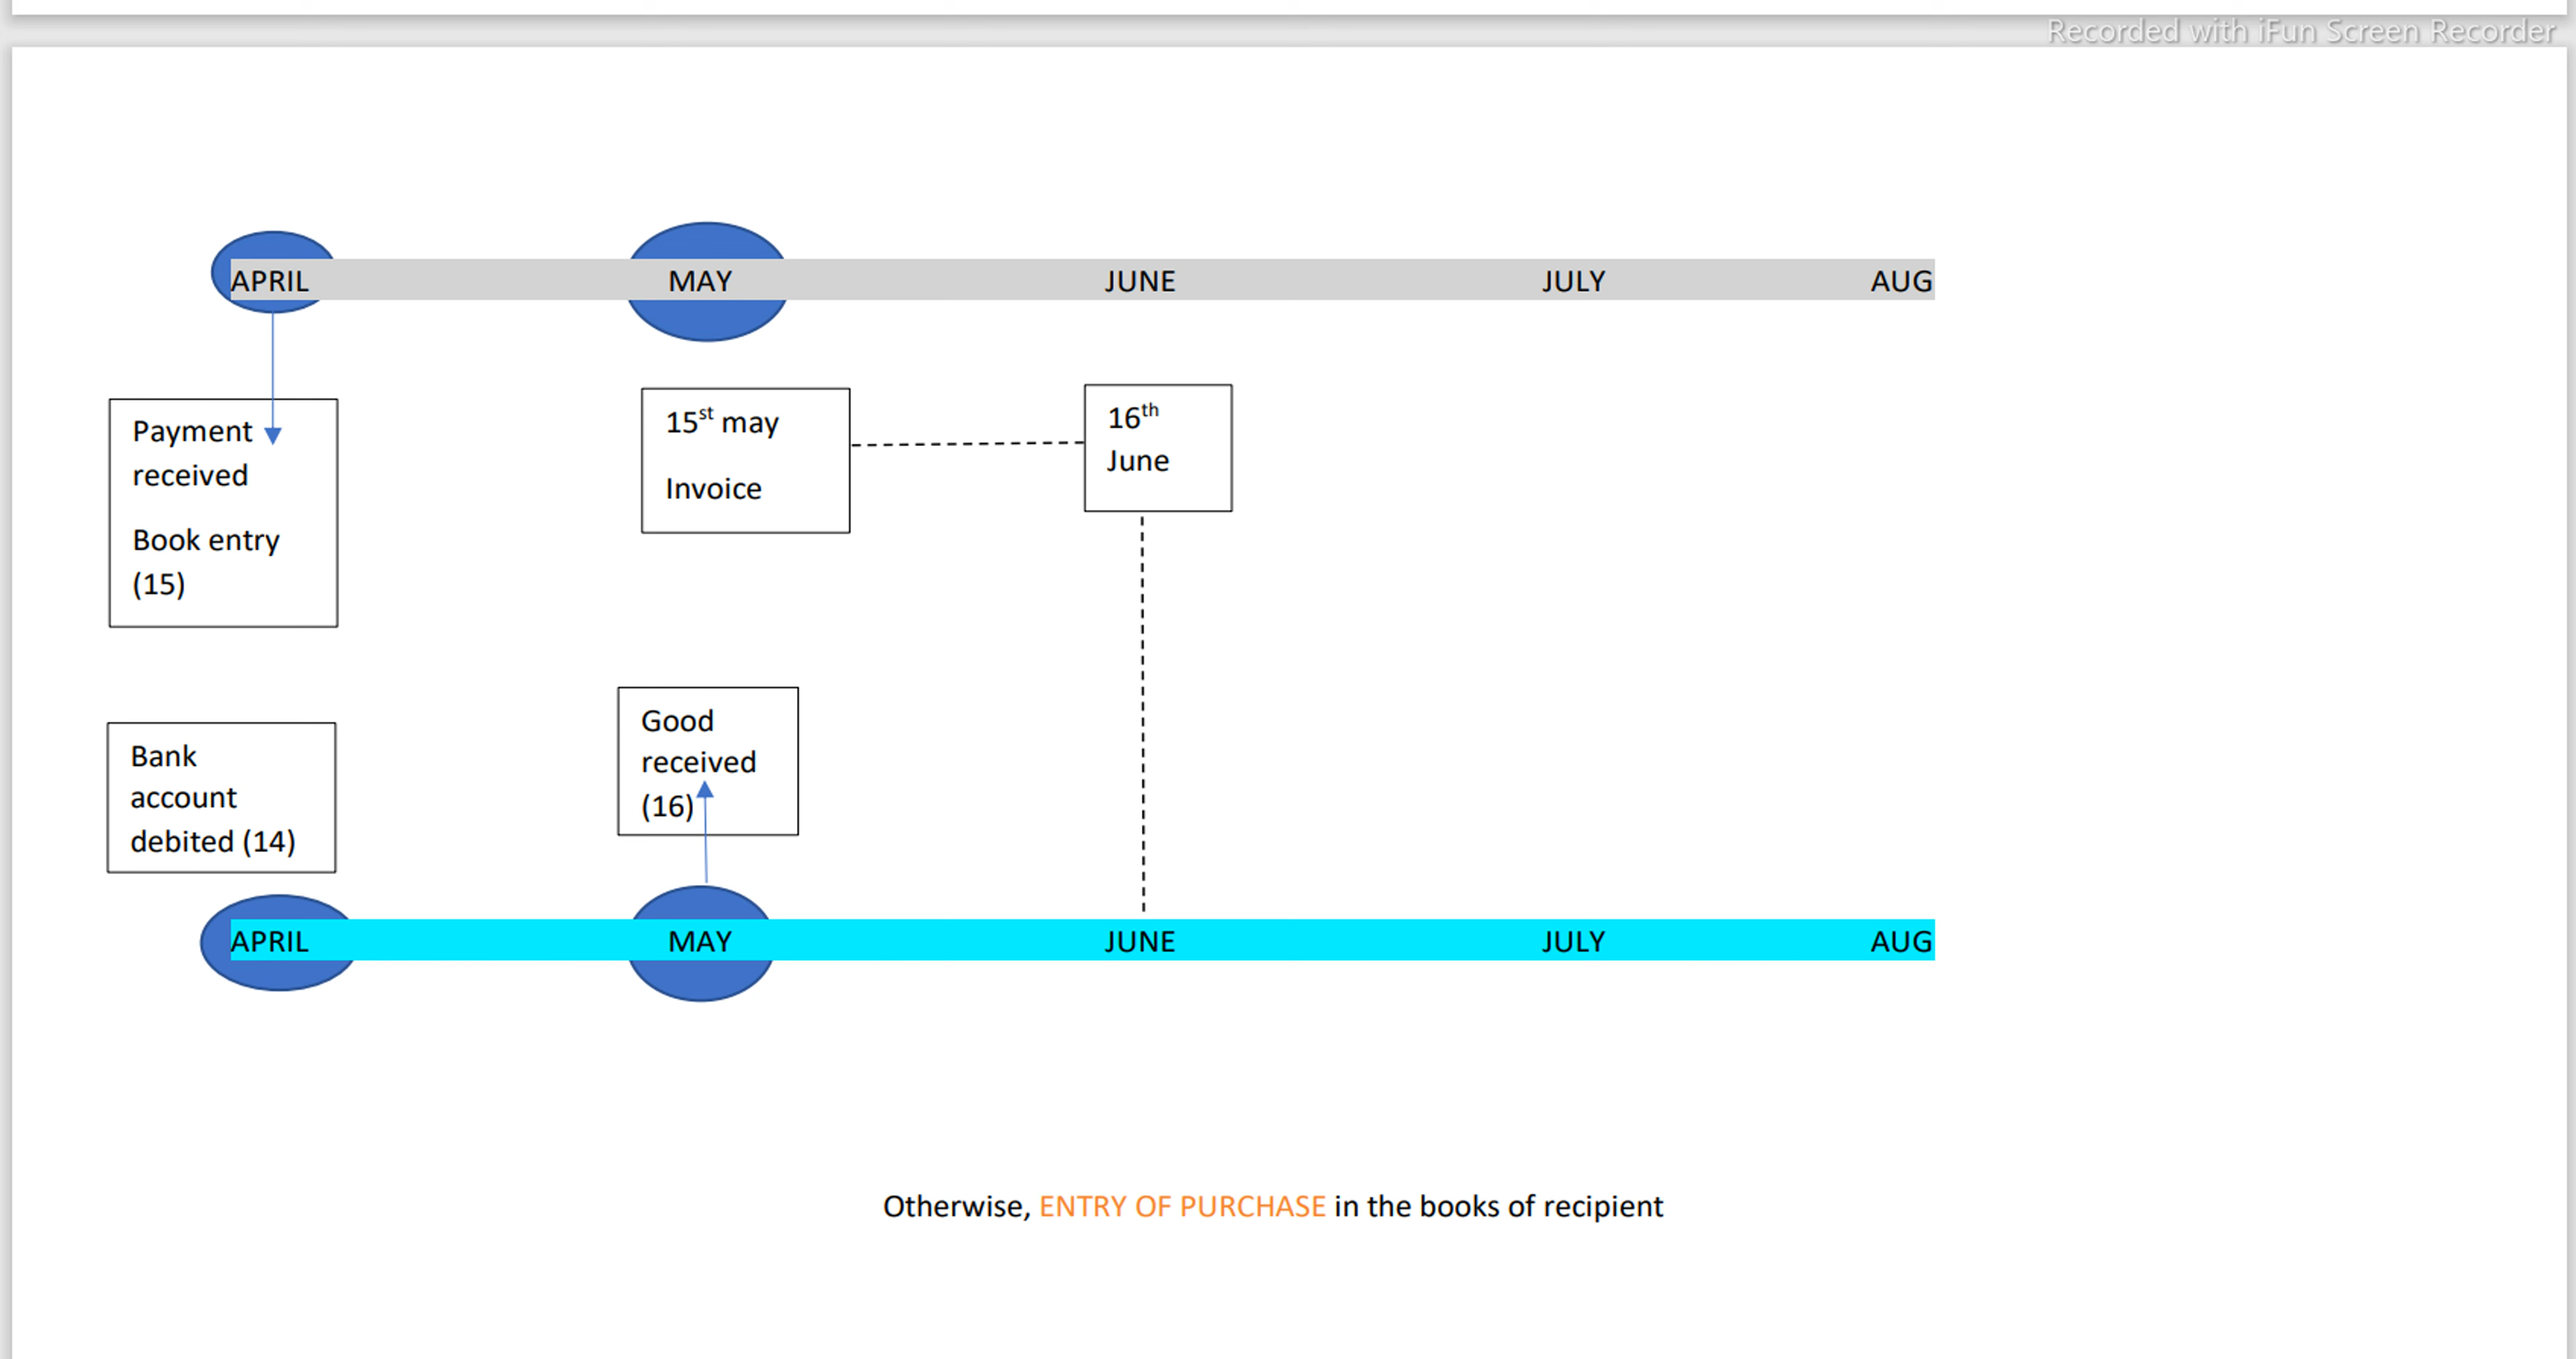 Recorded with iFun Screen Recorder
APRIL MAY JUNE JULY AUG
Payment
received
Book entry
(15)
15st may
Invoice
16th
June
Bank
account
debited (14)
Good
received
(16)
APRIL MAY JUNE JULY AUG
Otherwise, ENTRY OF PURCHASE in the books of recipient